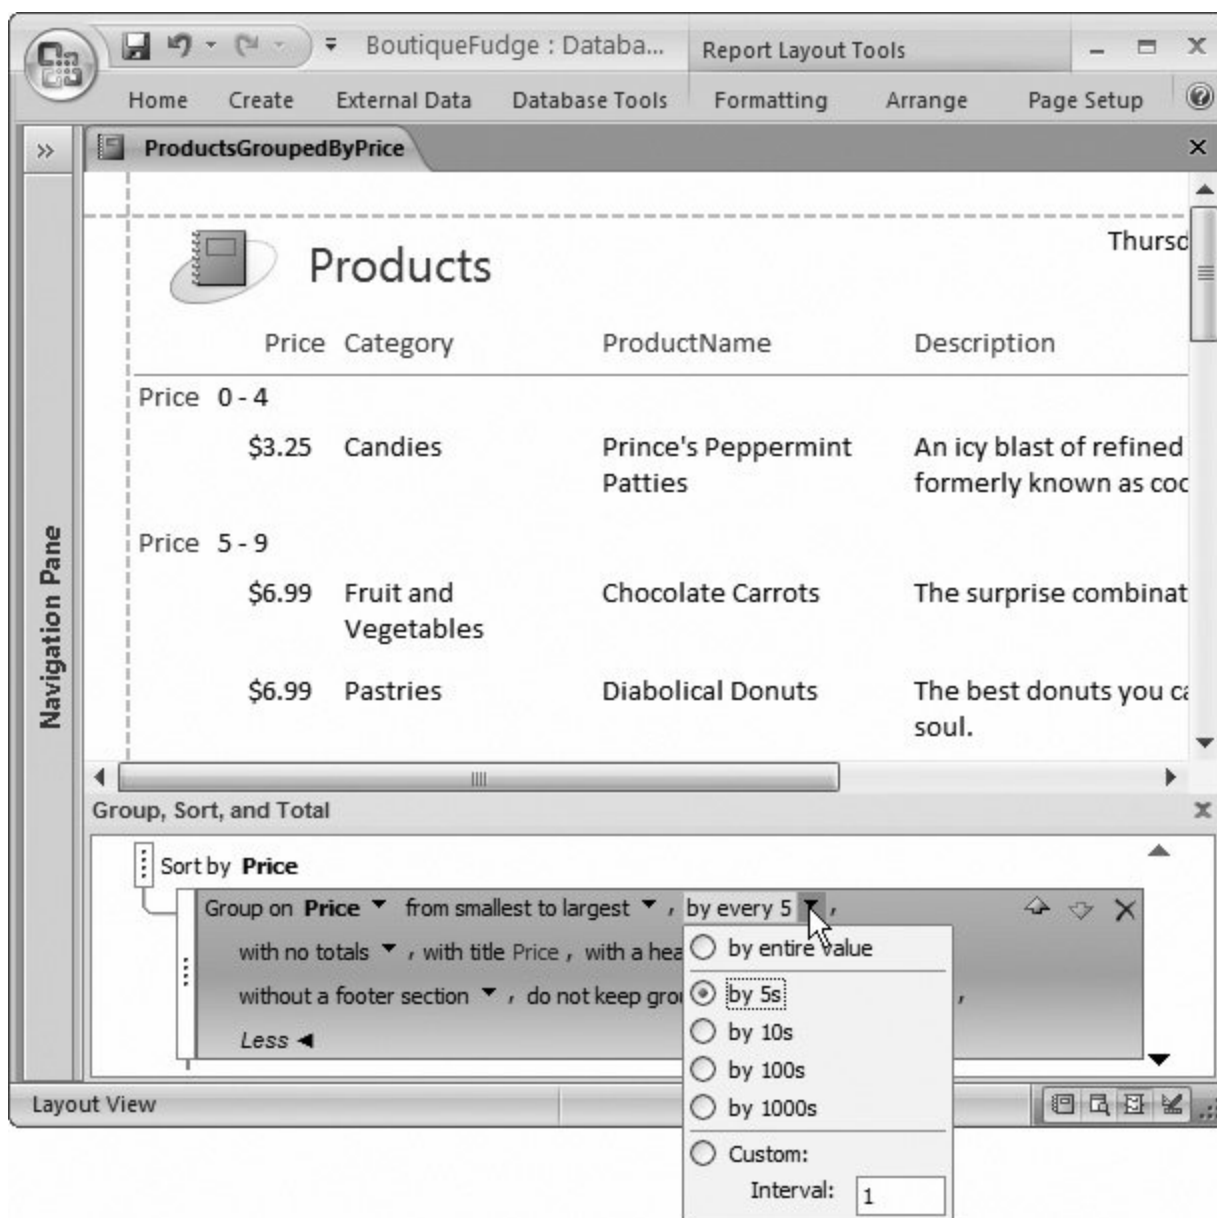 BoutiqueFudge : Databa...
Report Layout Tools
Home Create External Data Database Tools Formatting Arrange Page Setup
ProductsGroupedByPrice
Thursd
Products
Price Category ProductName Description
Price 0 - 4
$3.25 Candies Prince's Peppermint An icy blast of refined
Patties formerly known as coc
Price 5 - 9
$6.99 Fruit and Chocolate Carrots The surprise combinat
Vegetables
$6.99 Pastries Diabolical Donuts The best donuts you ca
soul.
Navigation Pane
Group, Sort, and Total
Sort by Price
Group on Price from smallest to largest , by every 5 ,
with no totals , with title Price , with a hea
without a footer section , do not keep grou ,
Less
by entire value
by 5s
by 10s
by 100s
by 1000s
Custom:
Interval: 1
Layout View